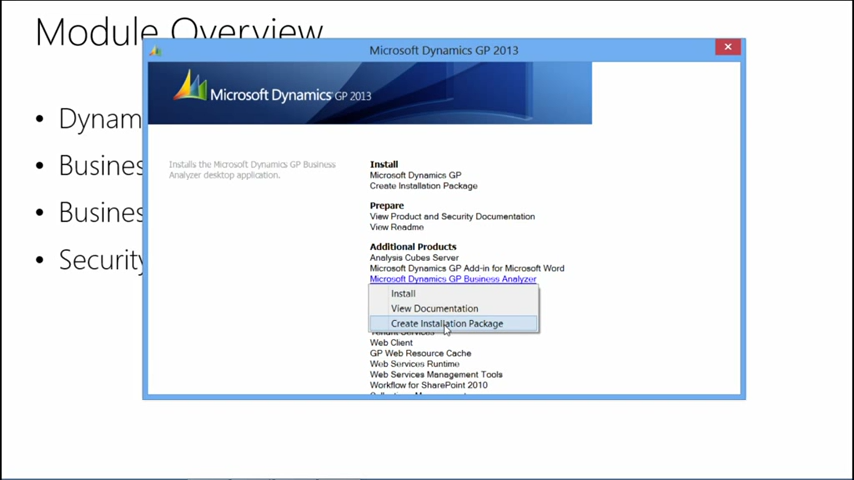 Module Overview
Microsoft Dynamics GP 2013
Microsoft Dynamics GP 2013
• Dynam
• Busines
• Busines
• Security
Installs the Microsoft Dynamics GP Business
Analyzer desktop application.
Install
Microsoft Dynamics GP
Create Installation Package
Prepare
View Product and Security Documentation
View Readme
Additional Products
Analysis Cubes Server
Microsoft Dynamics GP Add-in for Microsoft Word
Microsoft Dynamics GP Business Analyzer
Install
View Documentation
Create Installation Package
Tenant Services
Web Client
GP Web Resource Cache
Web Services Runtime
Web Services Management Tools
Workflow for SharePoint 2010